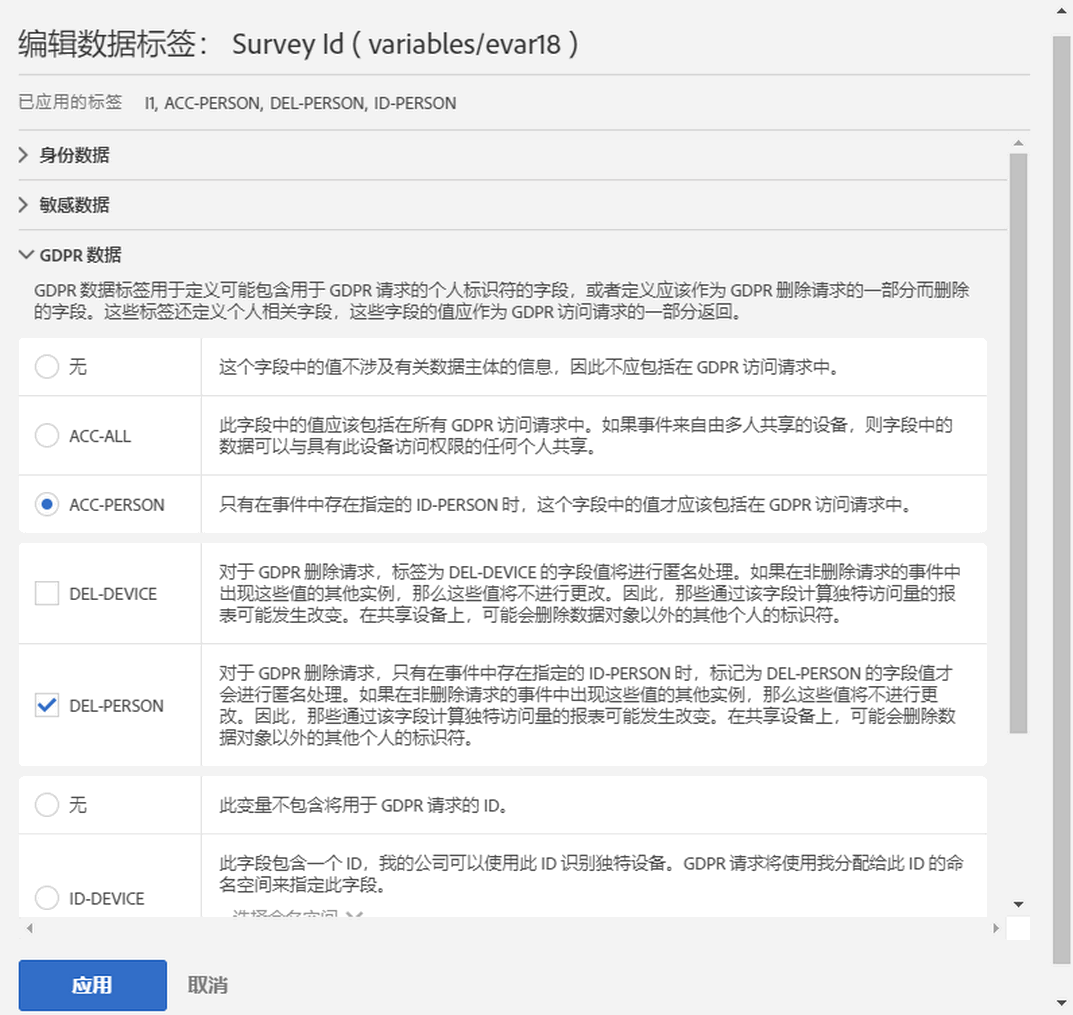 编辑数据标签： Survey Id ( variables/evar18 )
已应用的标签 I1, ACC-PERSON, DEL-PERSON, ID-PERSON
身份数据
敏感数据
GDPR 数据
GDPR 数据标签用于定义可能包含用于 GDPR 请求的个人标识符的字段，或者定义应该作为 GDPR 删除请求的一部分而删除
的字段。这些标签还定义个人相关字段，这些字段的值应作为 GDPR 访问请求的一部分返回。
无 这个字段中的值不涉及有关数据主体的信息，因此不应包括在 GDPR 访问请求中。
ACC-ALL
此字段中的值应该包括在所有 GDPR 访问请求中。如果事件来自由多人共享的设备，则字段中的
数据可以与具有此设备访问权限的任何个人共享。
ACC-PERSON 只有在事件中存在指定的 ID-PERSON 时，这个字段中的值才应该包括在 GDPR 访问请求中。
DEL-DEVICE
对于 GDPR 删除请求，标签为 DEL-DEVICE 的字段值将进行匿名处理。如果在非删除请求的事件中
出现这些值的其他实例，那么这些值将不进行更改。因此，那些通过该字段计算独特访问量的报
表可能发生改变。在共享设备上，可能会删除数据对象以外的其他个人的标识符。
DEL-PERSON
对于 GDPR 删除请求，只有在事件中存在指定的 ID-PERSON 时，标记为 DEL-PERSON 的字段值才
会进行匿名处理。如果在非删除请求的事件中出现这些值的其他实例，那么这些值将不进行更
改。因此，那些通过该字段计算独特访问量的报表可能发生改变。在共享设备上，可能会删除数
据对象以外的其他个人的标识符。
无 此变量不包含将用于 GDPR 请求的 ID。
ID-DEVICE
此字段包含一个 ID，我的公司可以使用此 ID 识别独特设备。GDPR 请求将使用我分配给此 ID 的命
名空间来指定此字段。
选择命名空间
应用 取消